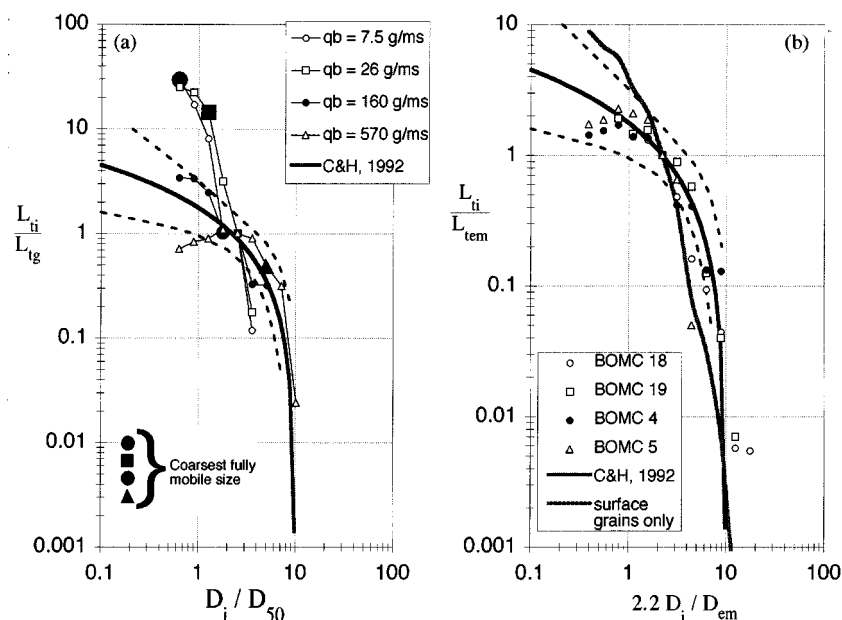 (a)
qb = 7.5 g/ms
qb = 26 g/ms
qb = 160 g/ms
qb = 570 g/ms
C&H, 1992
100
10
1
0.1
0.01
0.001
L_ti
L_tg
Coarsest fully
mobile size
0.1
1
10
100
D_i / D_50
(b)
10
1
0.1
0.01
0.001
L_ti
L_tem
BOMC 18
BOMC 19
BOMC 4
BOMC 5
C&H, 1992
surface
grains only
0.1
1
10
100
2.2 D_i / D_em